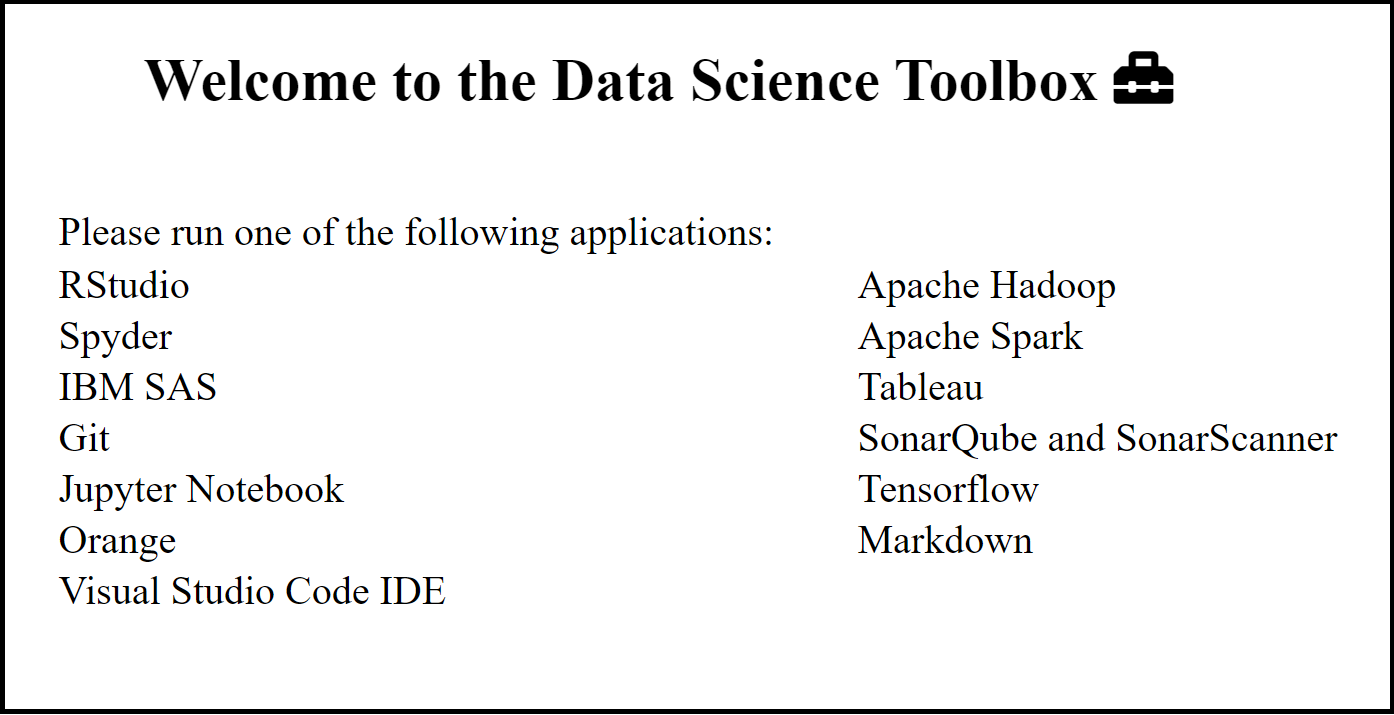 Welcome to the Data Science Toolbox
Please run one of the following applications:
RStudio
Spyder
IBM SAS
Git
Jupyter Notebook
Orange
Visual Studio Code IDE
Apache Hadoop
Apache Spark
Tableau
SonarQube and SonarScanner
Tensorflow
Markdown